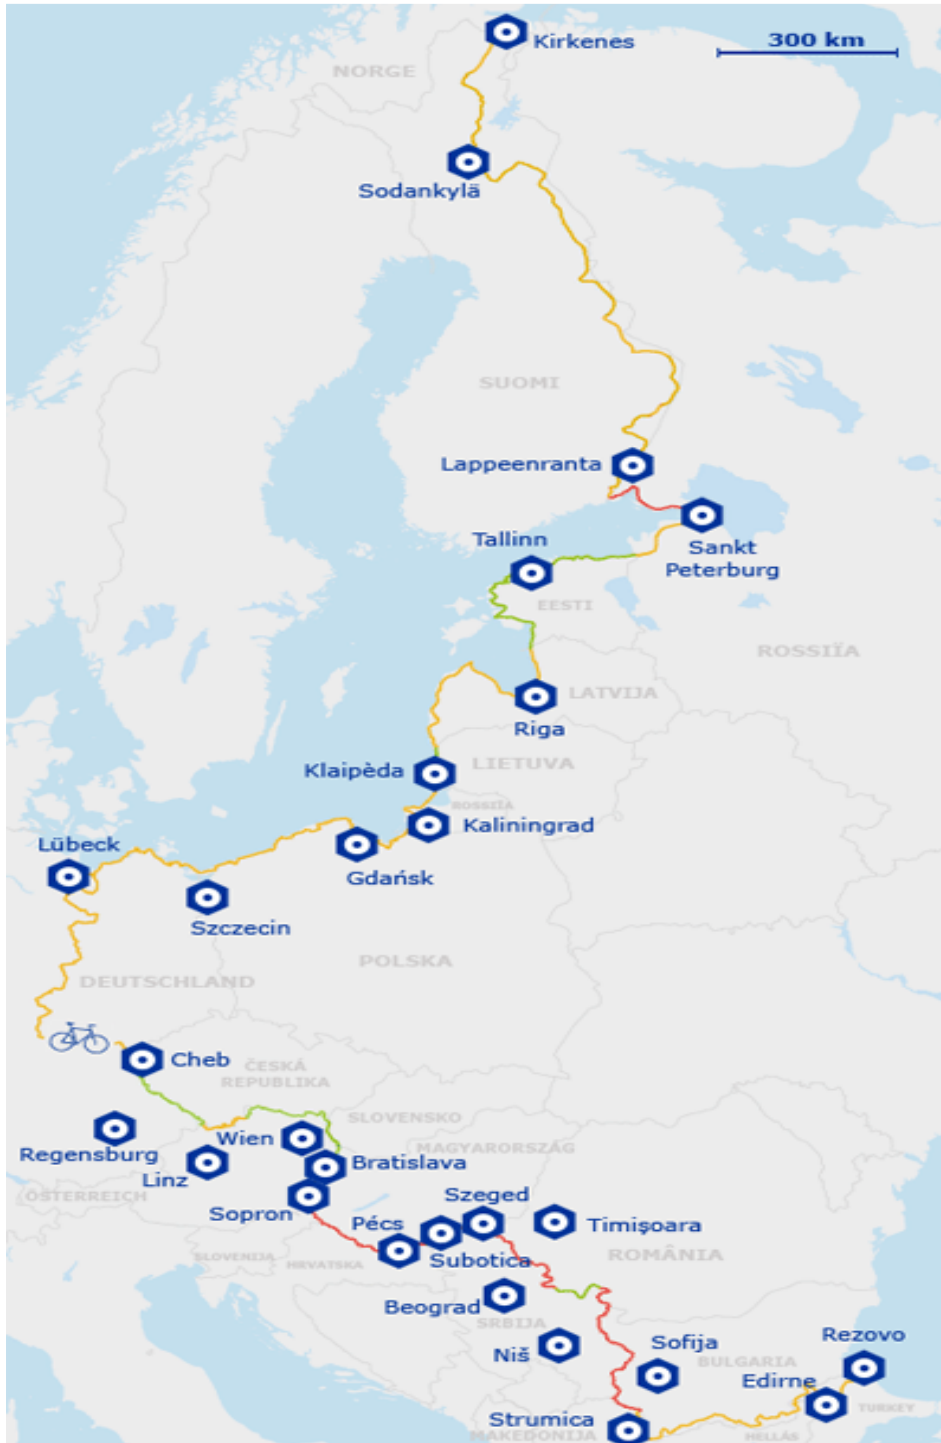 Kirkenes
300 km
NORGE
Sodankylä
SUOMI
Lappeenranta
Tallinn
Sankt
Peterburg
EESTI
ROSSIÏA
LATVIJA
Riga
LIETUVA
Klaipèda
ROSSIÏA
Kaliningrad
Lübeck
Gdańsk
Szczecin
POLSKA
DEUTSCHLAND
Cheb
ČESKÁ
REPUBLIKA
SLOVENSKO
Wien
MAGYARORSZÁG
Regensburg
Bratislava
Linz
ÖSTERREICH
Szeged
Sopron
Pécs
Timişoara
SLOVENIJA
HRVATSKA
Subotica
ROMÂNIA
Beograd
SRBIJA
Rezovo
Sofija
Niš
BULGARIA
Edirne
TURKEY
Strumica
MAKEDONIJA
HELLÁS